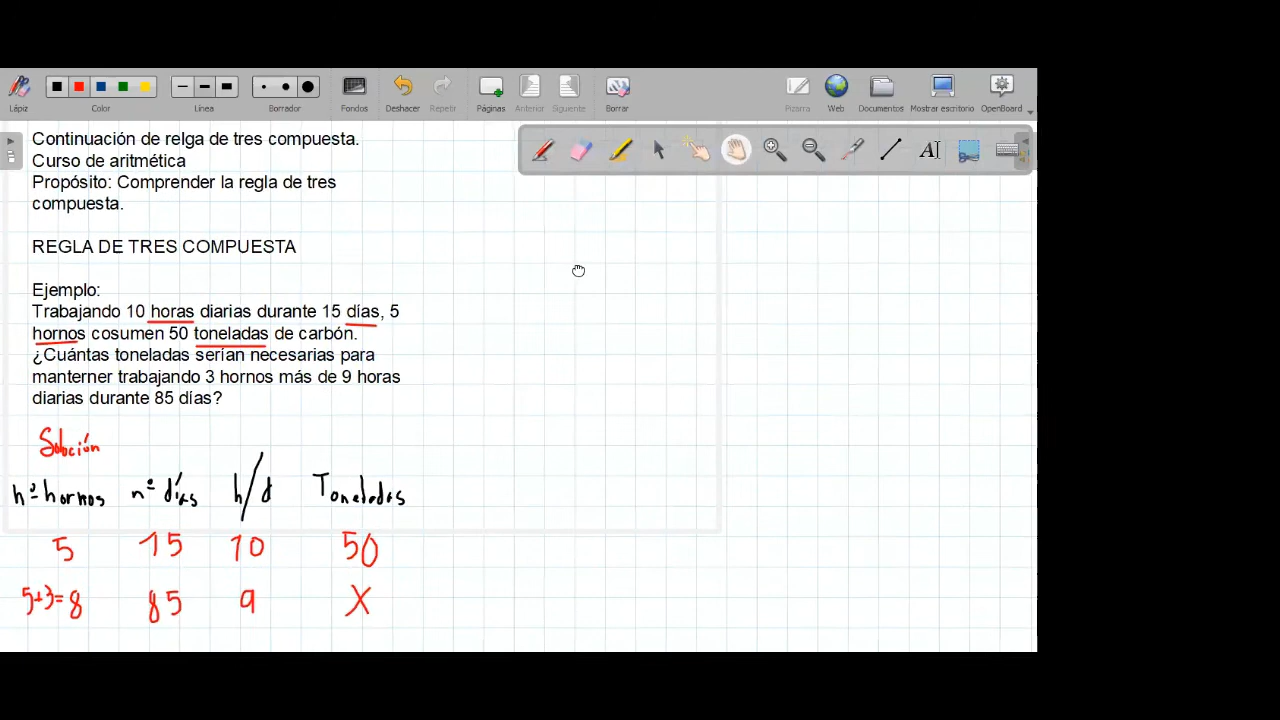 Lápiz Color Línea Borrador Fondos Deshacer Repetir Páginas Anterior Siguiente Borrar Pizarra Web Documentos Mostrar escritorio OpenBoard
Continuación de relga de tres compuesta.
Curso de aritmética
Propósito: Comprender la regla de tres
compuesta.
REGLA DE TRES COMPUESTA
Ejemplo:
Trabajando 10 horas diarias durante 15 días, 5
hornos cosumen 50 toneladas de carbón.
¿Cuántas toneladas serían necesarias para
manterner trabajando 3 hornos más de 9 horas
diarias durante 85 días?
Solución
nº hornos nº días h/d Toneladas
5 15 10 50
5+3=8 85 9 X